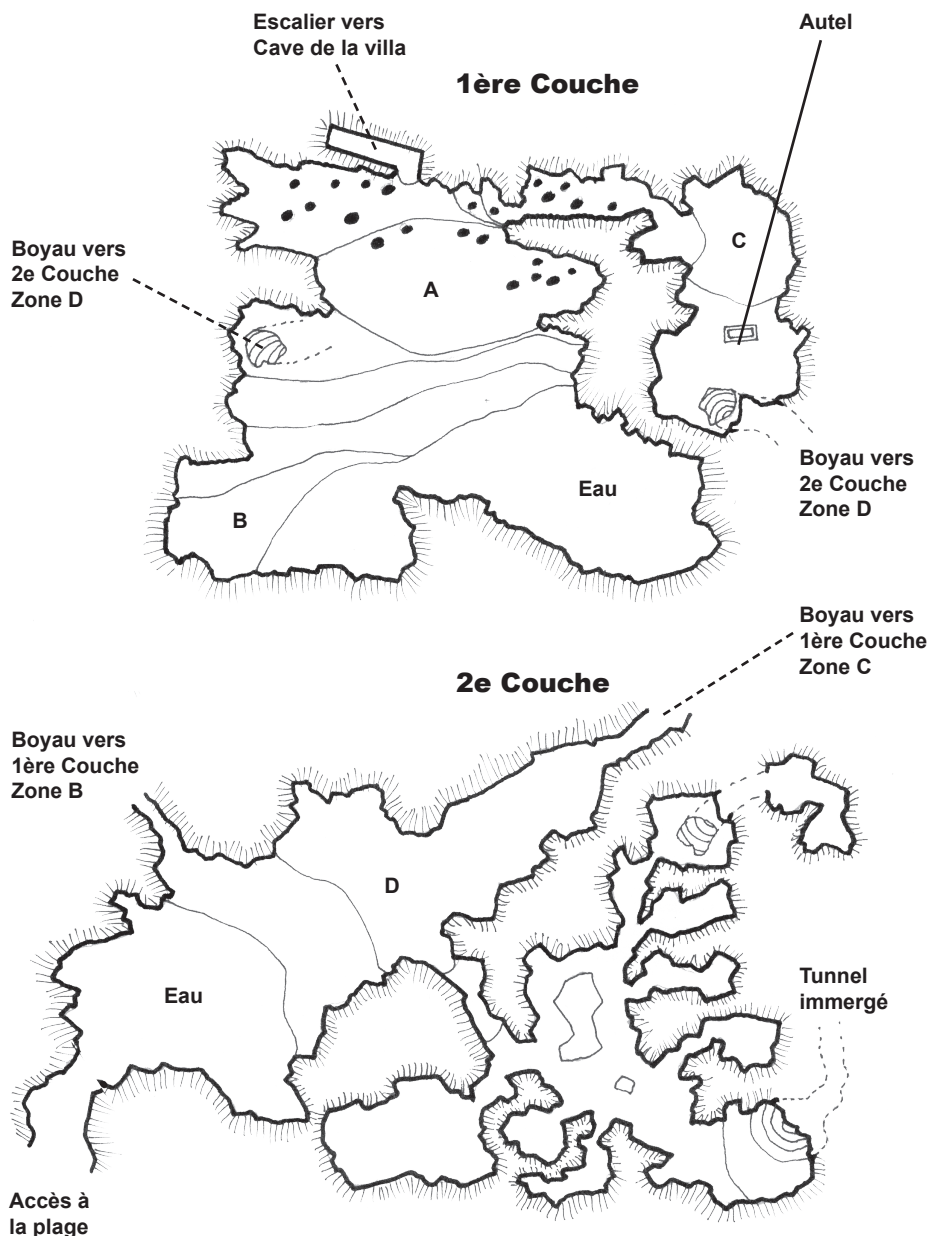 Escalier vers
Cave de la villa
Autel
1ère Couche
C
Boyau vers
2e Couche
Zone D
A
Boyau vers
2e Couche
Zone D
Eau
B
Boyau vers
1ère Couche
Zone C
2e Couche
Boyau vers
1ère Couche
Zone B
D
Eau
Tunnel
immergé
Accès à
la plage